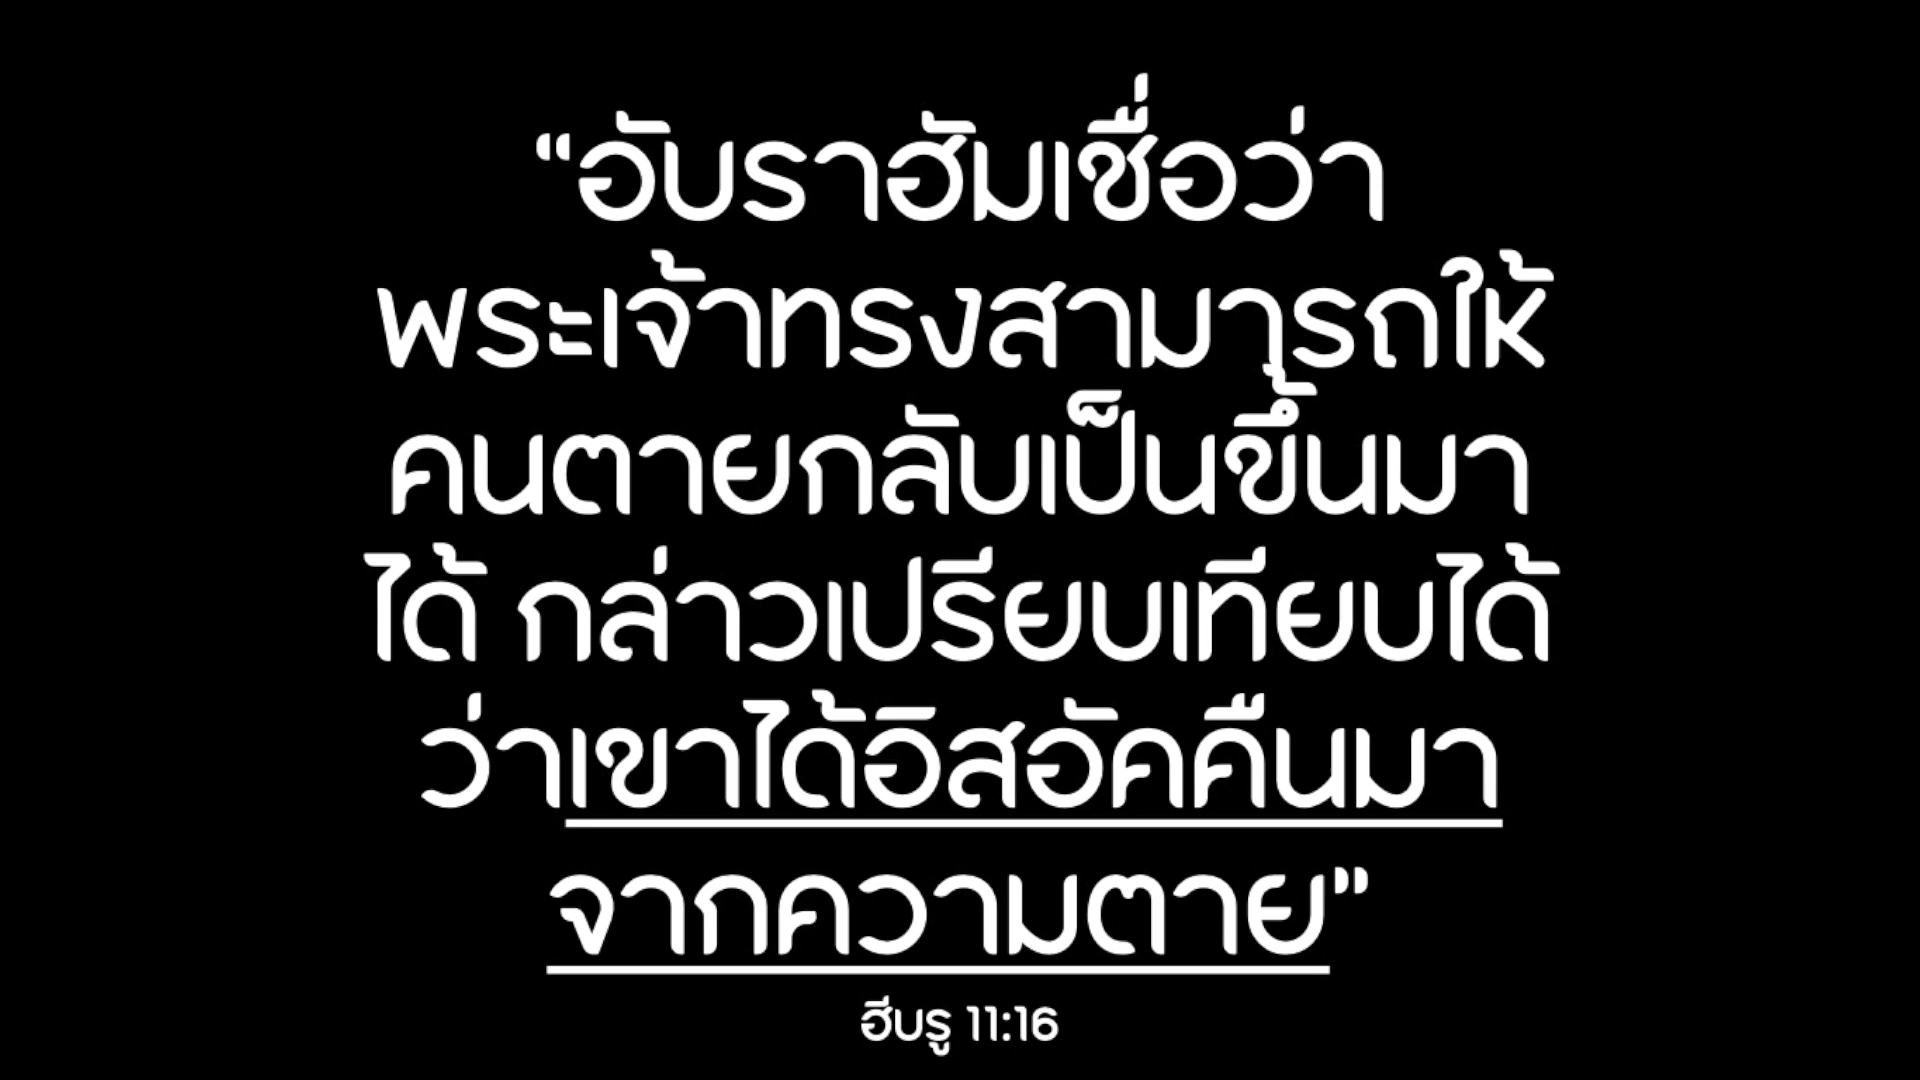 “อับราฮัมเชื่อว่า
พระเจ้าทรงสามารถให้
คนตายกลับเป็นขึ้นมา
ได้ กล่าวเปรียบเทียบได้
ว่าเขาได้อิสอัคคืนมา
จากความตาย”
ฮีบรู 11:16